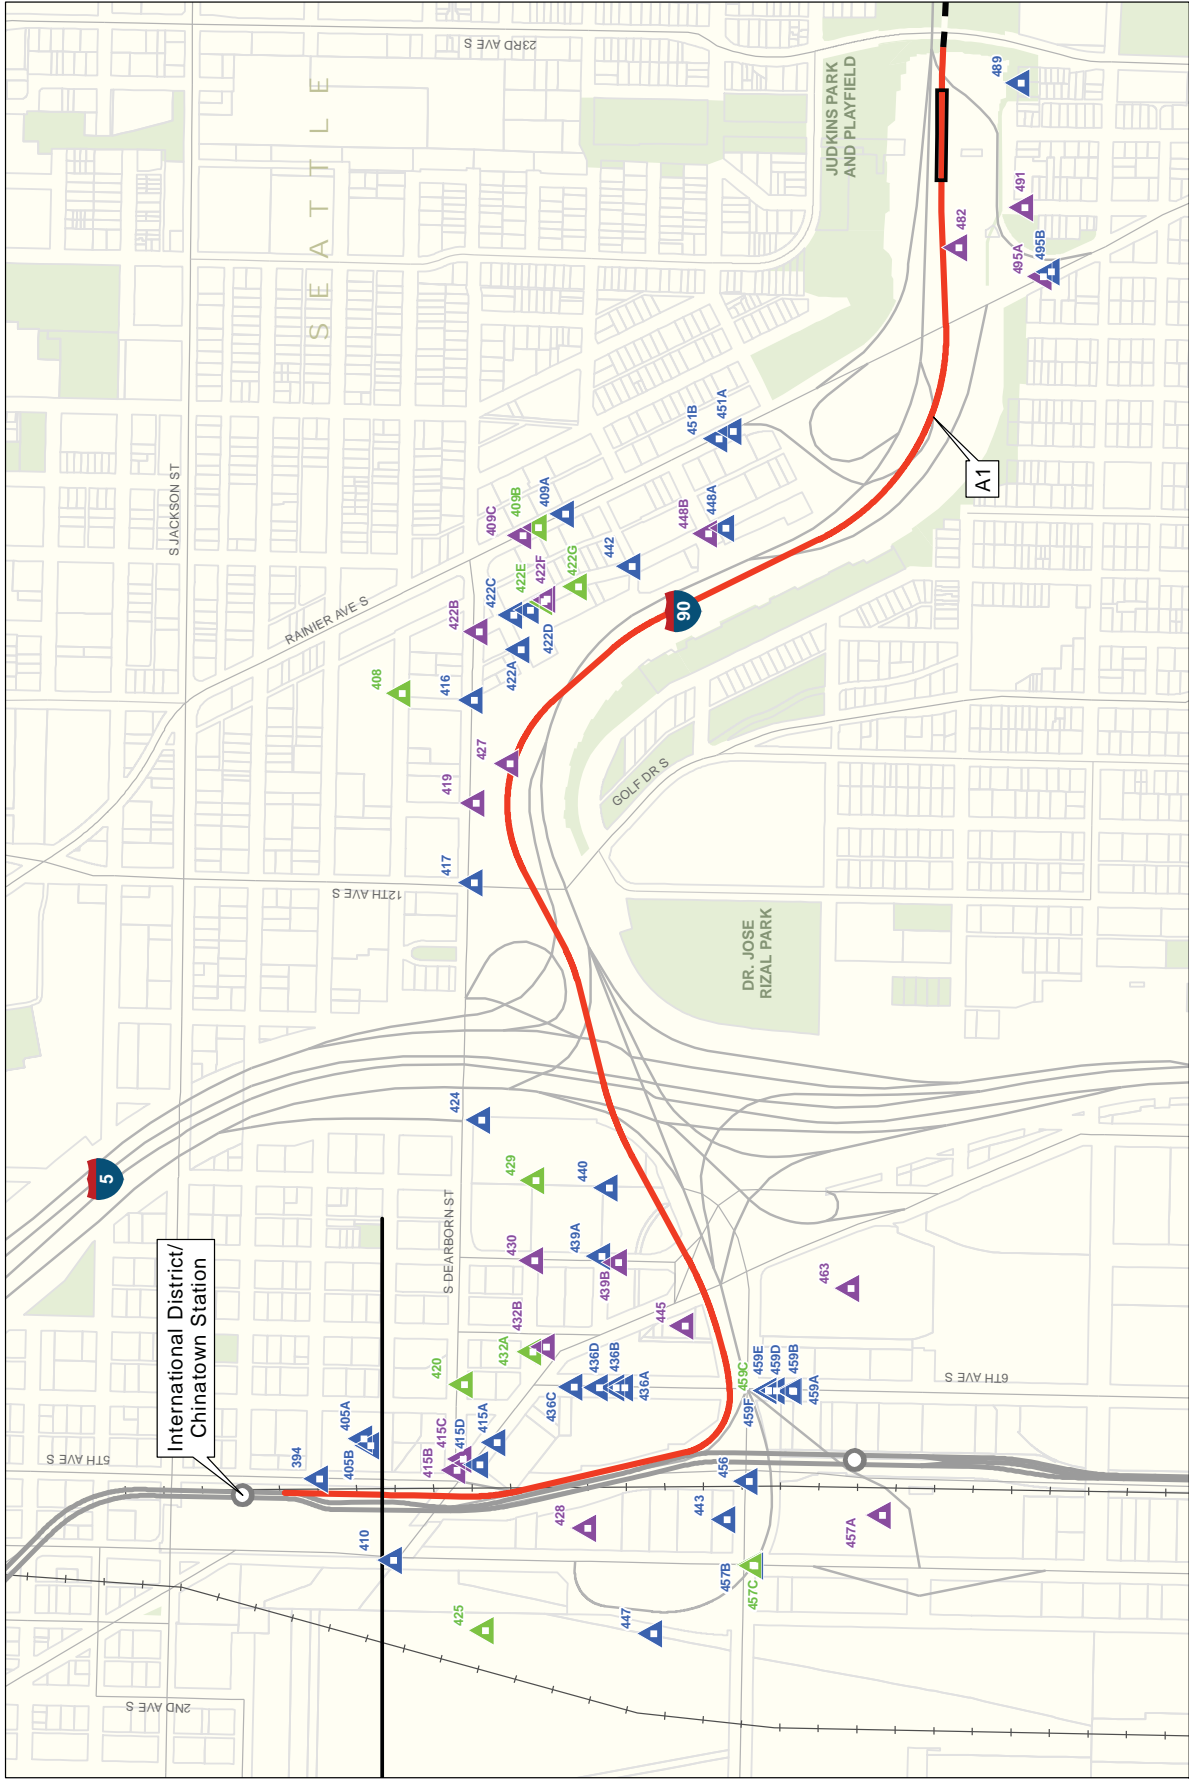 SEATTLE
23RD AVE S
JUDKINS PARK
AND PLAYFIELD
489
491
482
495A
495B
S JACKSON ST
RAINIER AVE S
451B
451A
A1
409C
409B
409A
448B
448A
442
422B
422C
422E
422F
422G
422D
422A
90
408
416
427
419
GOLF DR S
417
12TH AVE S
DR. JOSE
RIZAL PARK
5
424
S DEARBORN ST
429
440
430
439A
439B
463
International District/
Chinatown Station
432B
432A
445
420
436D
436B
436C
436A
459C
459E
459D
459B
459F
459A
6TH AVE S
5TH AVE S
394
405A
405B
415C
415A
415B
415D
456
410
428
443
457A
457B
457C
425
447
2ND AVE S